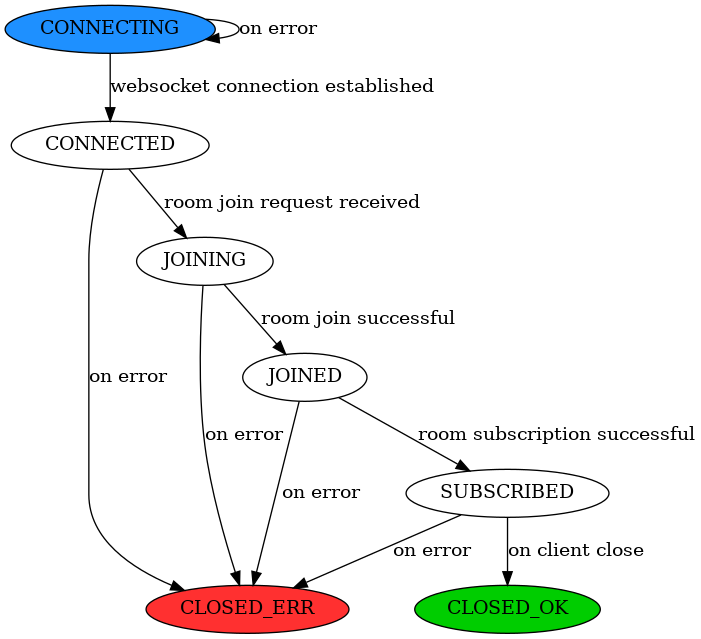 CONNECTING
on error
websocket connection established
CONNECTED
room join request received
JOINING
room join successful
on error
JOINED
on error
room subscription successful
on error
SUBSCRIBED
on error
on client close
CLOSED_ERR
CLOSED_OK